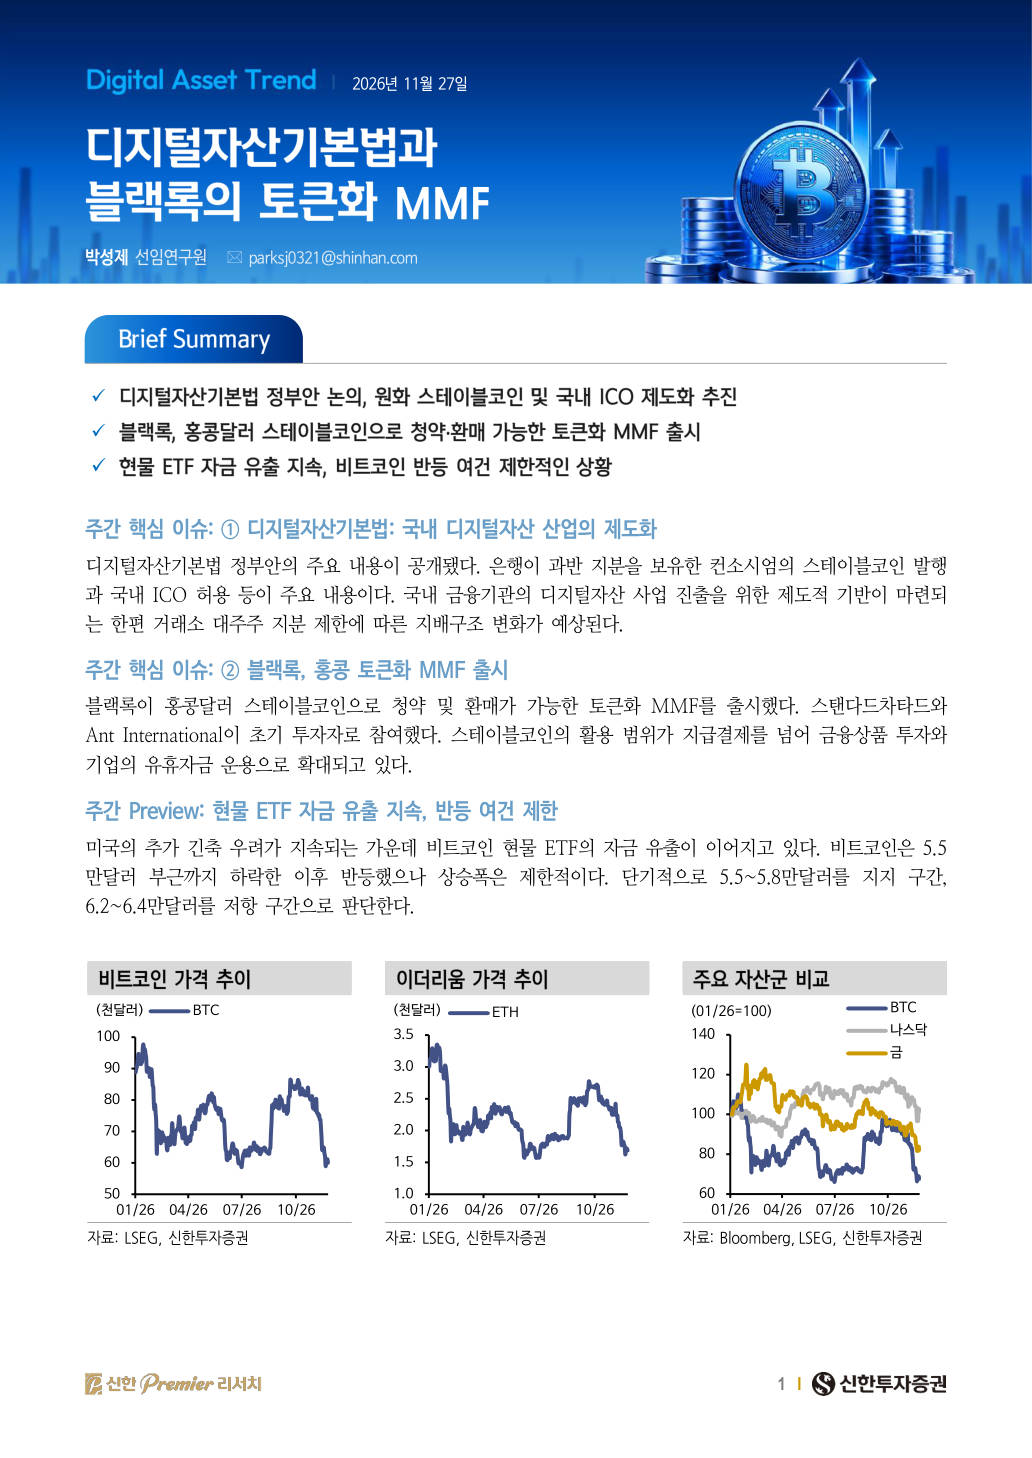 Digital Asset Trend | 2026년 11월 27일
디지털자산기본법과
블랙록의 토큰화 MMF
박성제 선임연구원 parksj0321@shinhan.com
Brief Summary
✓ 디지털자산기본법 정부안 논의, 원화 스테이블코인 및 국내 ICO 제도화 추진
✓ 블랙록, 홍콩달러 스테이블코인으로 청약·환매 가능한 토큰화 MMF 출시
✓ 현물 ETF 자금 유출 지속, 비트코인 반등 여건 제한적인 상황
주간 핵심 이슈: ① 디지털자산기본법: 국내 디지털자산 산업의 제도화
디지털자산기본법 정부안의 주요 내용이 공개됐다. 은행이 과반 지분을 보유한 컨소시엄의 스테이블코인 발행
과 국내 ICO 허용 등이 주요 내용이다. 국내 금융기관의 디지털자산 사업 진출을 위한 제도적 기반이 마련되
는 한편 거래소 대주주 지분 제한에 따른 지배구조 변화가 예상된다.
주간 핵심 이슈: ② 블랙록, 홍콩 토큰화 MMF 출시
블랙록이 홍콩달러 스테이블코인으로 청약 및 환매가 가능한 토큰화 MMF를 출시했다. 스탠다드차타드와
Ant International이 초기 투자자로 참여했다. 스테이블코인의 활용 범위가 지급결제를 넘어 금융상품 투자와
기업의 유휴자금 운용으로 확대되고 있다.
주간 Preview: 현물 ETF 자금 유출 지속, 반등 여건 제한
미국의 추가 긴축 우려가 지속되는 가운데 비트코인 현물 ETF의 자금 유출이 이어지고 있다. 비트코인은 5.5
만달러 부근까지 하락한 이후 반등했으나 상승폭은 제한적이다. 단기적으로 5.5~5.8만달러를 지지 구간,
6.2~6.4만달러를 저항 구간으로 판단한다.
비트코인 가격 추이
(천달러) BTC
100
90
80
70
60
50
01/26 04/26 07/26 10/26
자료: LSEG, 신한투자증권
이더리움 가격 추이
(천달러) ETH
3.5
3.0
2.5
2.0
1.5
1.0
01/26 04/26 07/26 10/26
자료: LSEG, 신한투자증권
주요 자산군 비교
(01/26=100) BTC
나스닥
금
140
120
100
80
60
01/26 04/26 07/26 10/26
자료: Bloomberg, LSEG, 신한투자증권
신한 Premier 리서치
1 | 신한투자증권